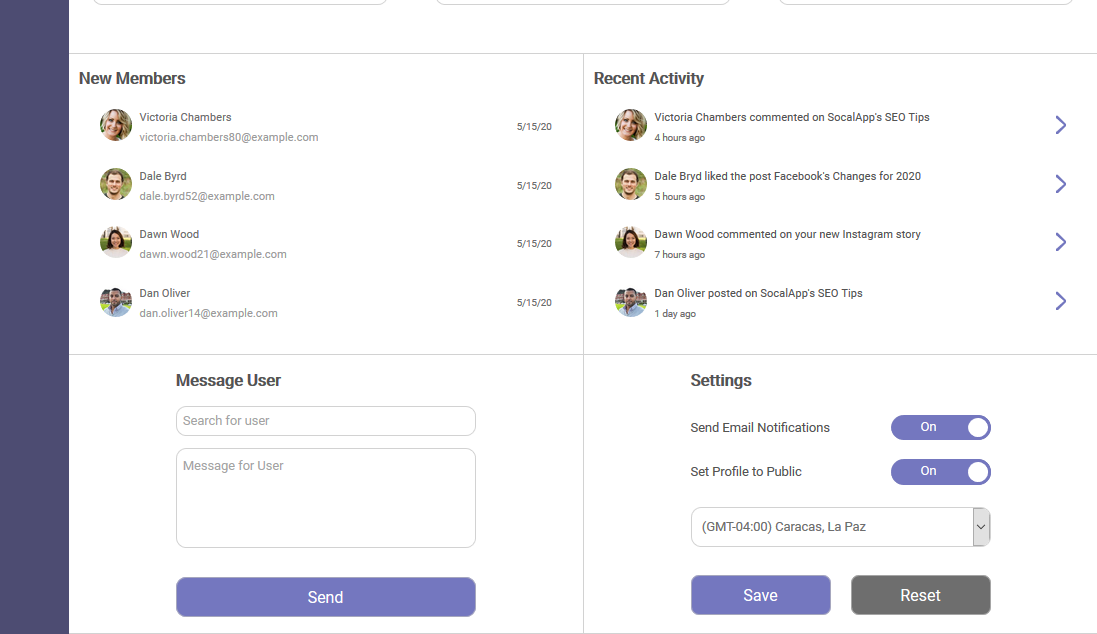 New Members
Victoria Chambers
victoria.chambers80@example.com
5/15/20
Dale Byrd
dale.byrd52@example.com
5/15/20
Dawn Wood
dawn.wood21@example.com
5/15/20
Dan Oliver
dan.oliver14@example.com
5/15/20
Recent Activity
Victoria Chambers commented on SocalApp's SEO Tips
4 hours ago
Dale Bryd liked the post Facebook's Changes for 2020
5 hours ago
Dawn Wood commented on your new Instagram story
7 hours ago
Dan Oliver posted on SocalApp's SEO Tips
1 day ago
Message User
Search for user
Message for User
Send
Settings
Send Email Notifications
On
Set Profile to Public
On
(GMT-04:00) Caracas, La Paz
Save
Reset